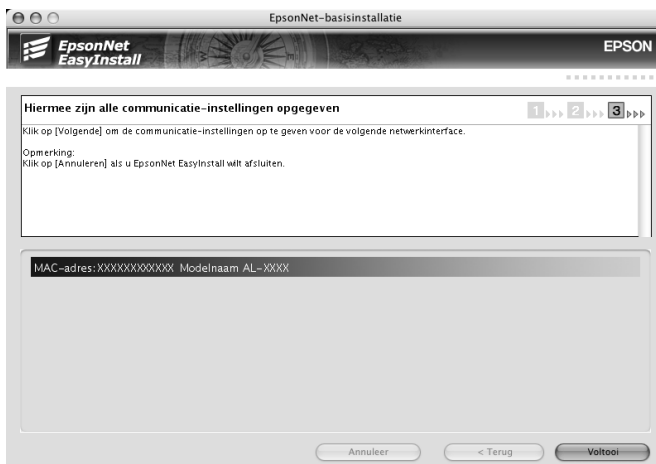 EpsonNet-basisinstallatie
EpsonNet
EasyInstall
EPSON
Hiermee zijn alle communicatie-instellingen opgegeven
1 2 3
Klik op [Volgende] om de communicatie-instellingen op te geven voor de volgende netwerkinterface.
Opmerking:
Klik op [Annuleren] als u EpsonNet EasyInstall wilt afsluiten.
MAC-adres:XXXXXXXXXXXX Modelnaam AL-XXXX
Annuleer
< Terug
Voltooi